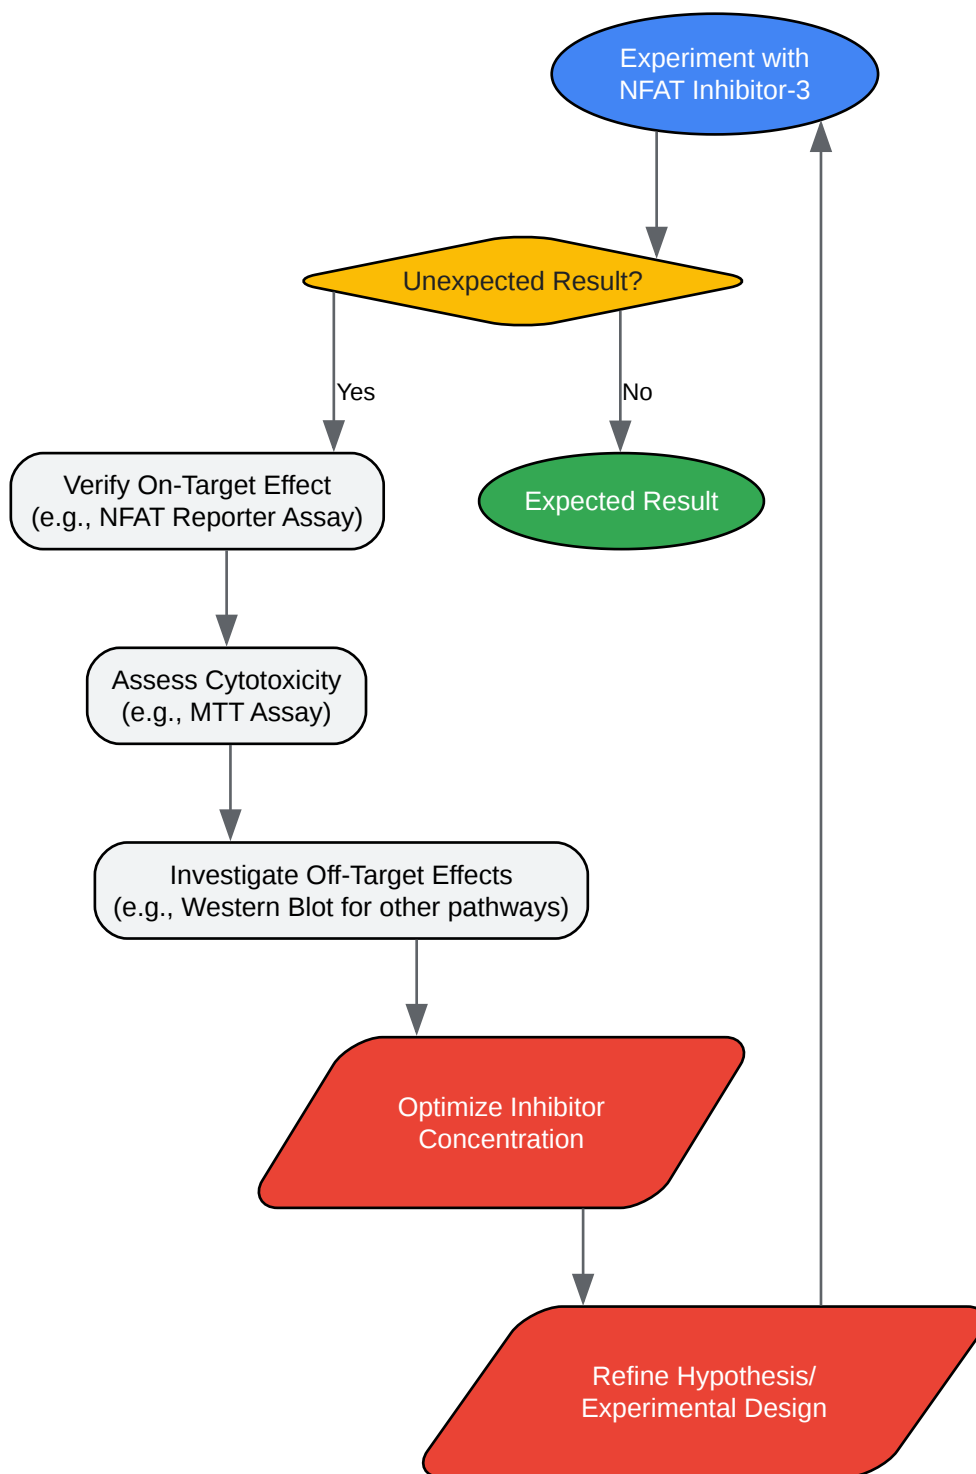 Experiment with
NFAT Inhibitor-3
Unexpected Result?
Yes
No
Verify On-Target Effect
(e.g., NFAT Reporter Assay)
Expected Result
Assess Cytotoxicity
(e.g., MTT Assay)
Investigate Off-Target Effects
(e.g., Western Blot for other pathways)
Optimize Inhibitor
Concentration
Refine Hypothesis/
Experimental Design